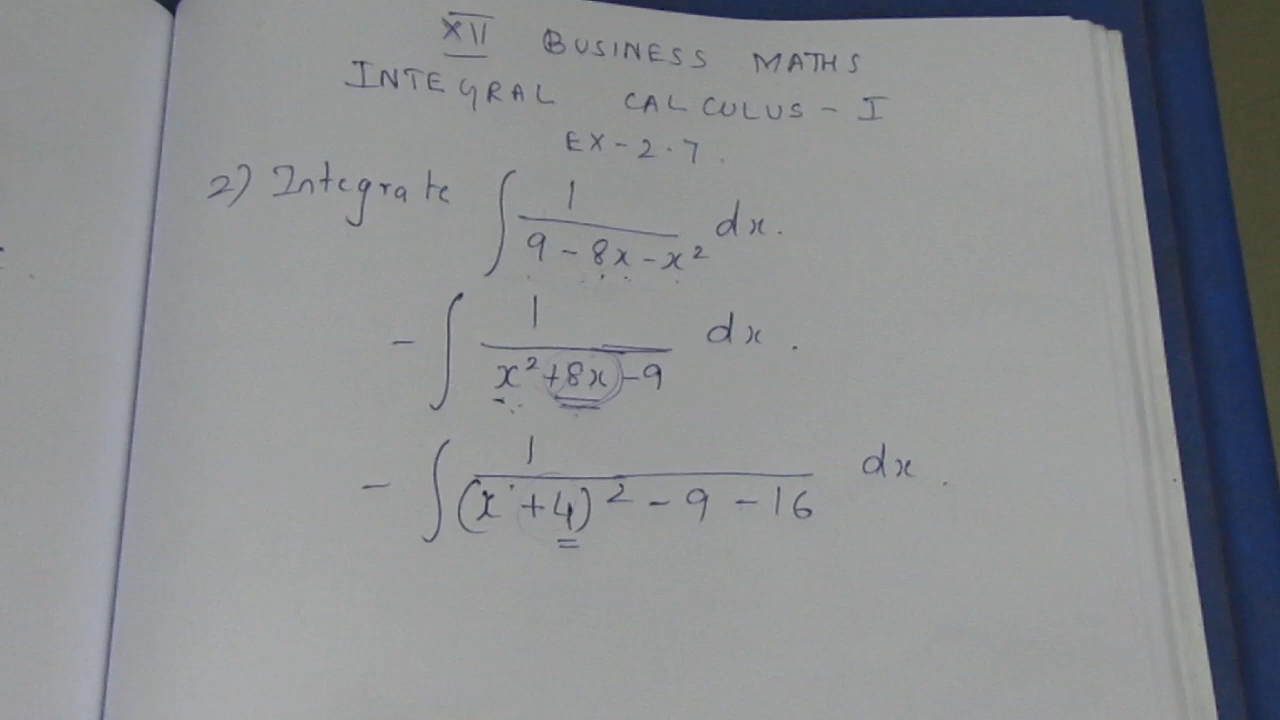 XII BUSINESS MATHS
INTEGRAL CALCULUS - I
EX - 2.7.
2) Integrate ∫ 1/(9 - 8x - x²) dx.
- ∫ 1/(x² + 8x - 9) dx.
- ∫ 1/((x + 4)² - 9 - 16) dx.